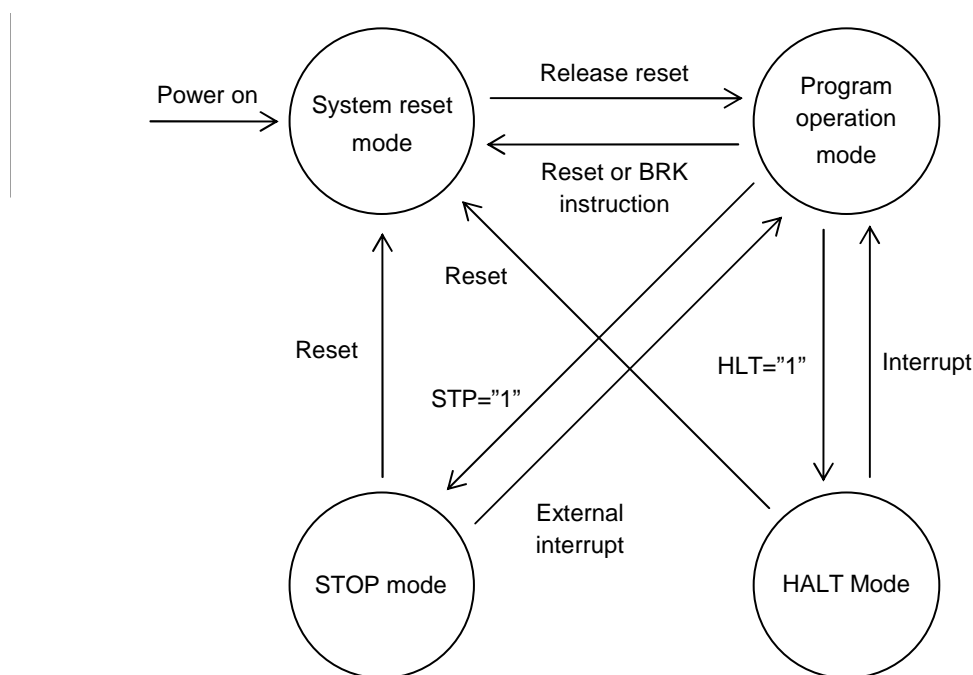 Power on
System reset
mode
Release reset
Reset or BRK
instruction
Program
operation
mode
Reset
Reset
STP=”1”
HLT=”1”
Interrupt
External
interrupt
STOP mode
HALT Mode